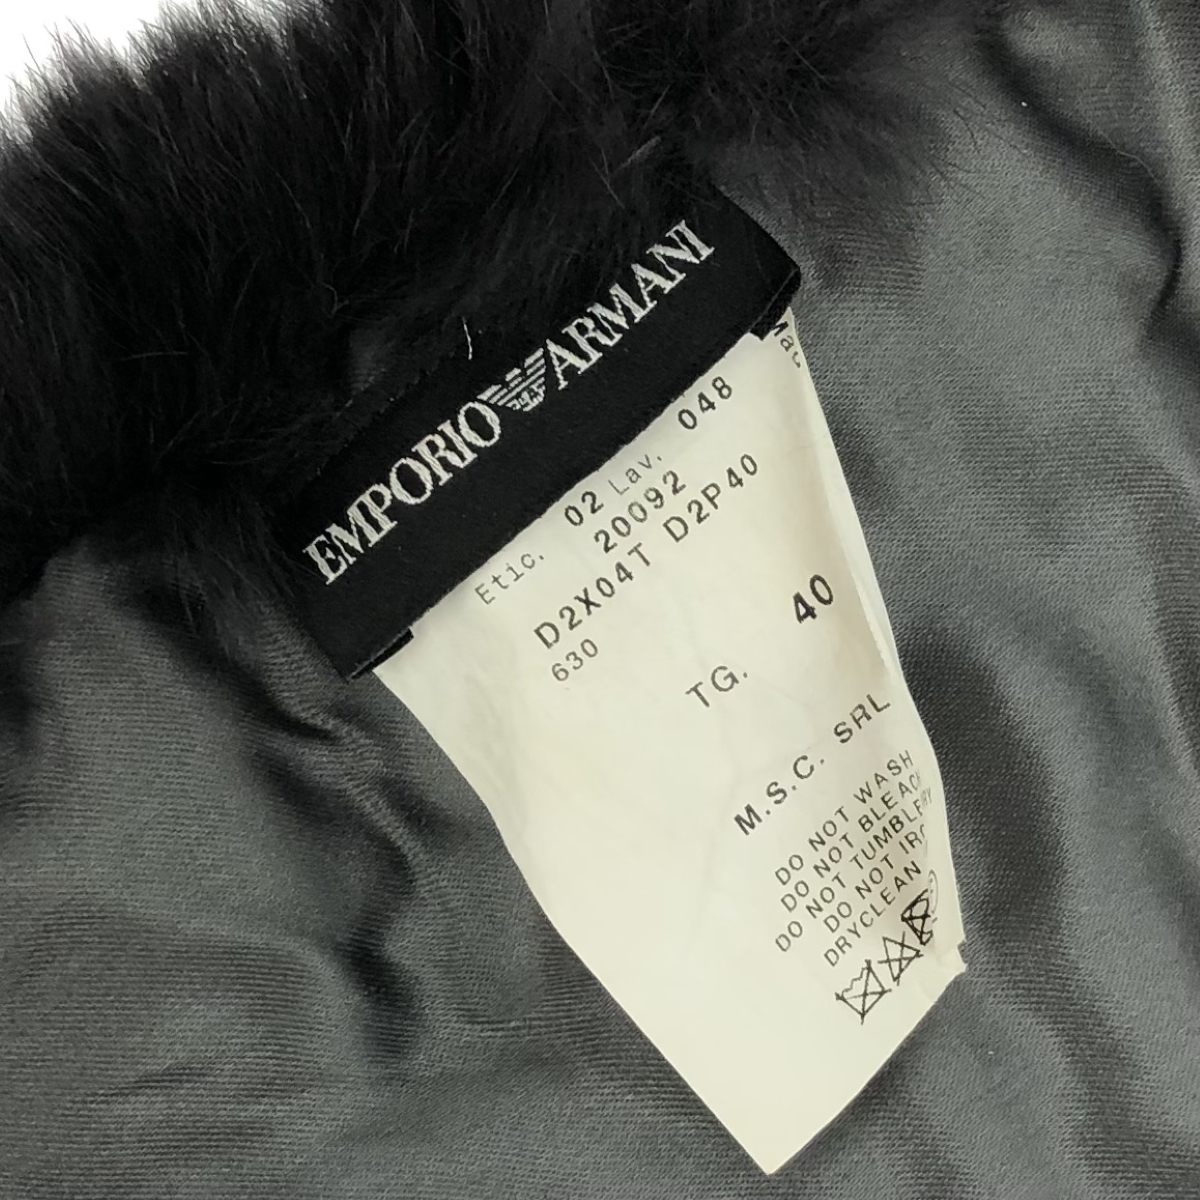 EMPORIO ARMANI
Etic. 02 Lav. 048
20092
D2X04T D2P40
630
TG. 40
M.S.C. SRL
DO NOT WASH
DO NOT BLEACH
DO NOT TUMBLE
DO NOT
DRYCLEAN